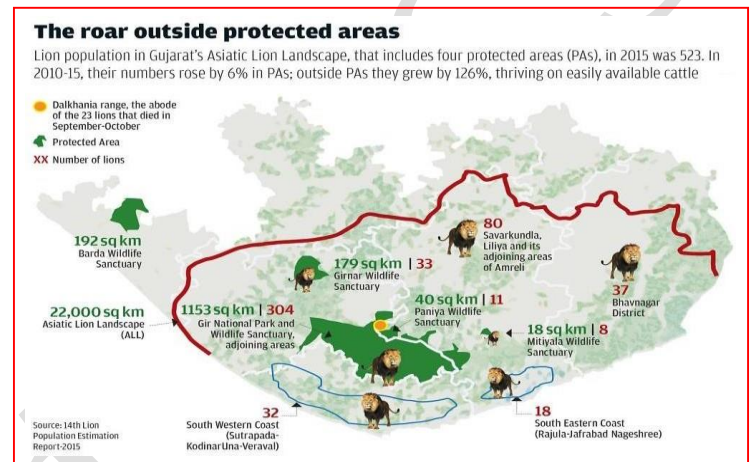 The roar outside protected areas
Lion population in Gujarat's Asiatic Lion Landscape, that includes four protected areas (PAs), in 2015 was 523. In
2010-15, their numbers rose by 6% in PAs; outside PAs they grew by 126%, thriving on easily available cattle
Dalkhania range, the abode
of the 23 lions that died in
September-October
Protected Area
XX Number of lions
192 sq km
Barda Wildlife
Sanctuary
179 sq km | 33
Girnar Wildlife
Sanctuary
80
Savarkundla,
Liliya and its
adjoining areas
of Amreli
37
Bhavnagar
District
22,000 sq km
Asiatic Lion Landscape
(ALL)
1153 sq km | 304
Gir National Park and
Wildlife Sanctuary,
adjoining areas
40 sq km | 11
Paniya Wildlife
Sanctuary
18 sq km | 8
Mitiyala Wildlife
Sanctuary
32
South Western Coast
(Sutrapada-
KodinarUna-Veraval)
18
South Eastern Coast
(Rajula-Jafrabad Nageshree)
Source: 14th Lion
Population Estimation
Report-2015